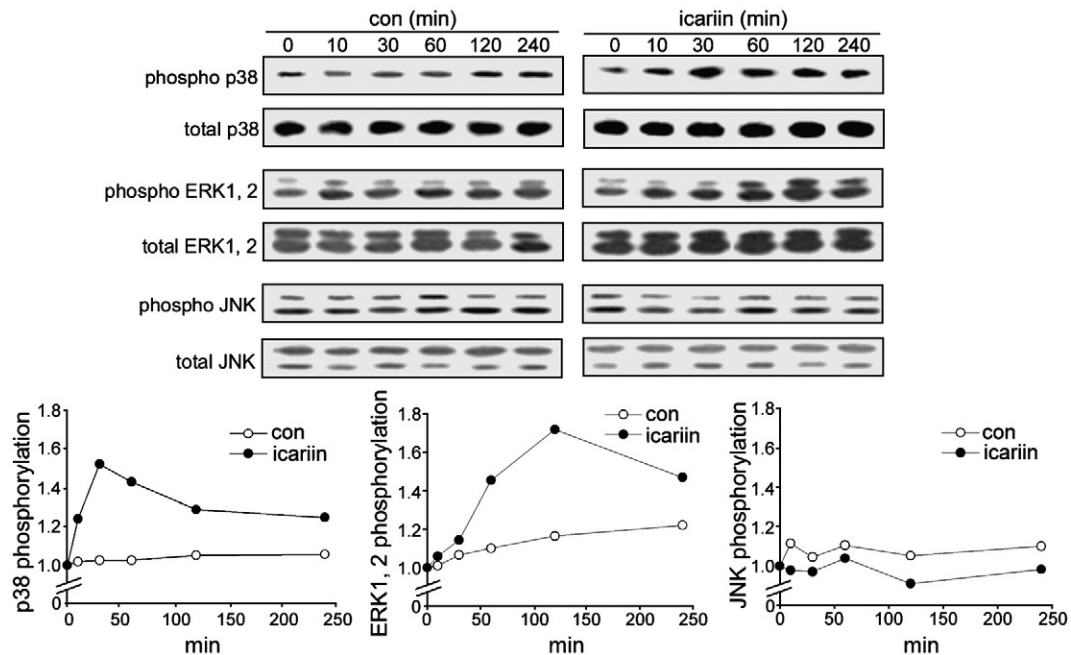 con (min) icariin (min)
0 10 30 60 120 240 0 10 30 60 120 240
phospho p38
total p38
phospho ERK1, 2
total ERK1, 2
phospho JNK
total JNK
p38 phosphorylation
1.8
1.6
1.4
1.2
1.0
0
con
icariin
0 50 100 150 200 250
min
ERK1, 2 phosphorylation
1.8
1.6
1.4
1.2
1.0
0
con
icariin
0 50 100 150 200 250
min
JNK phosphorylation
1.8
1.6
1.4
1.2
1.0
0
con
icariin
0 50 100 150 200 250
min